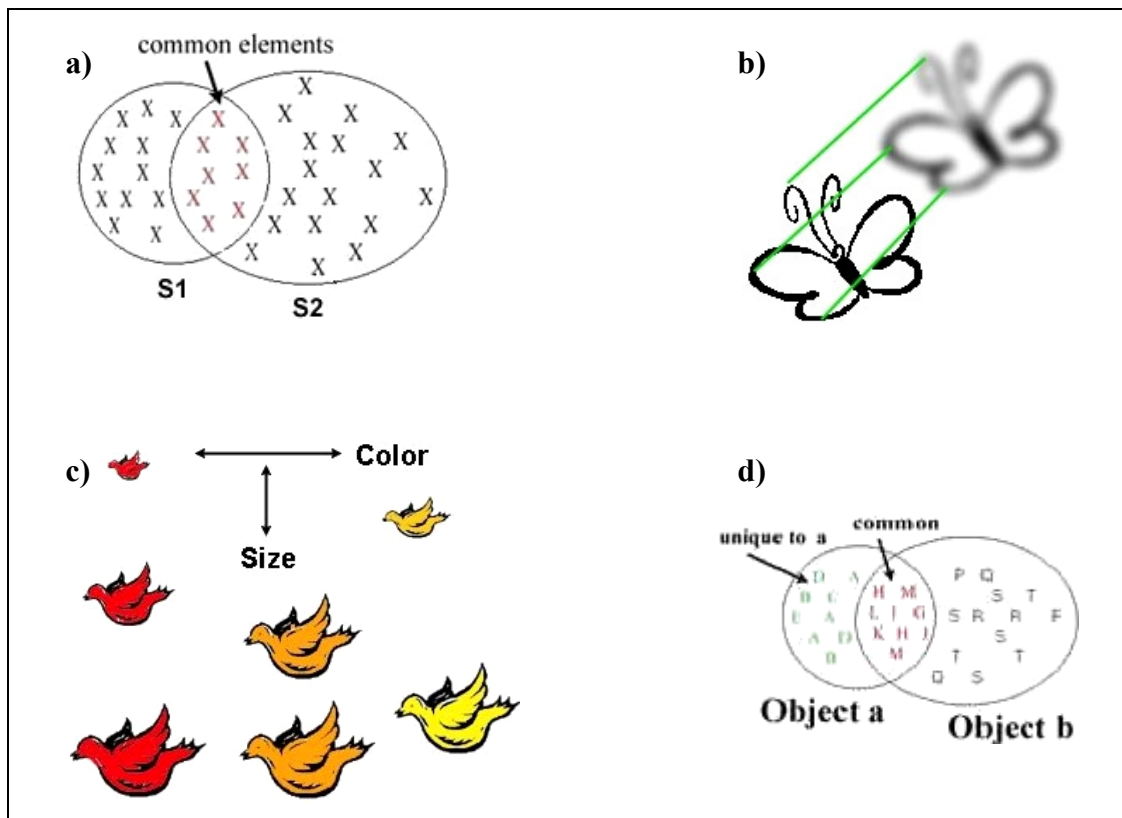 a)
common elements
X X X X X X X X X X X X X
X X X X X X X X X
X X X X X X X X X X X X X X X X X
S1
S2
b)
c)
Color
Size
d)
unique to a
common
D A
B C
E A
A D
B
H M
L I G
K H J
M
P Q
S T
S R R F
S
T T
Q S
Object a
Object b